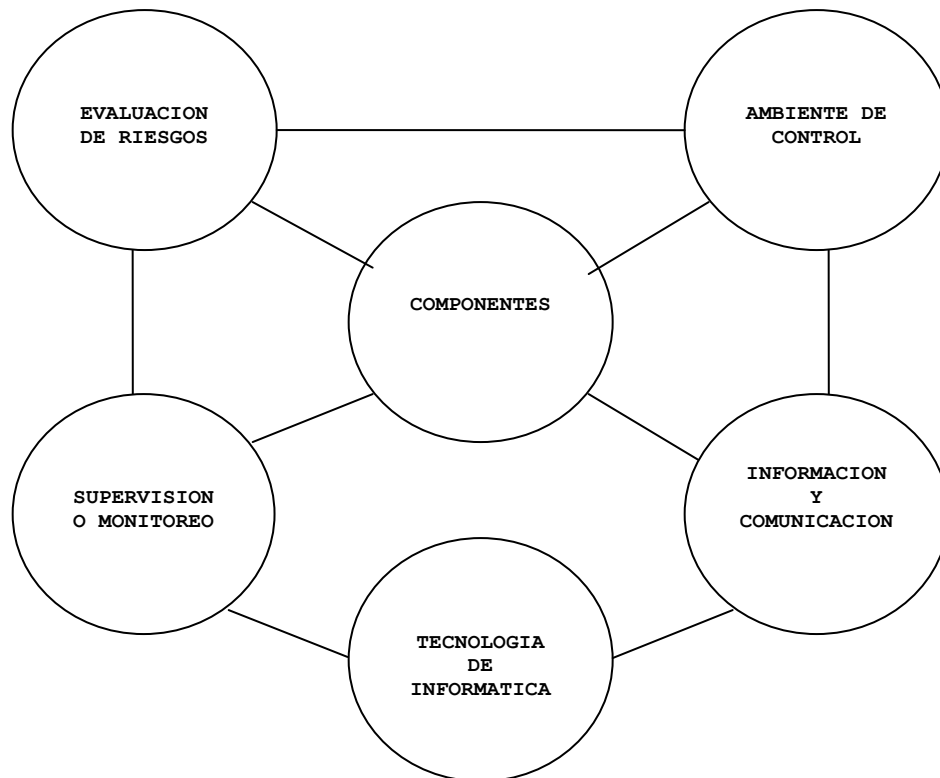 EVALUACION
DE RIESGOS
AMBIENTE DE
CONTROL
COMPONENTES
SUPERVISION
O MONITOREO
INFORMACION
Y
COMUNICACION
TECNOLOGIA
DE
INFORMATICA